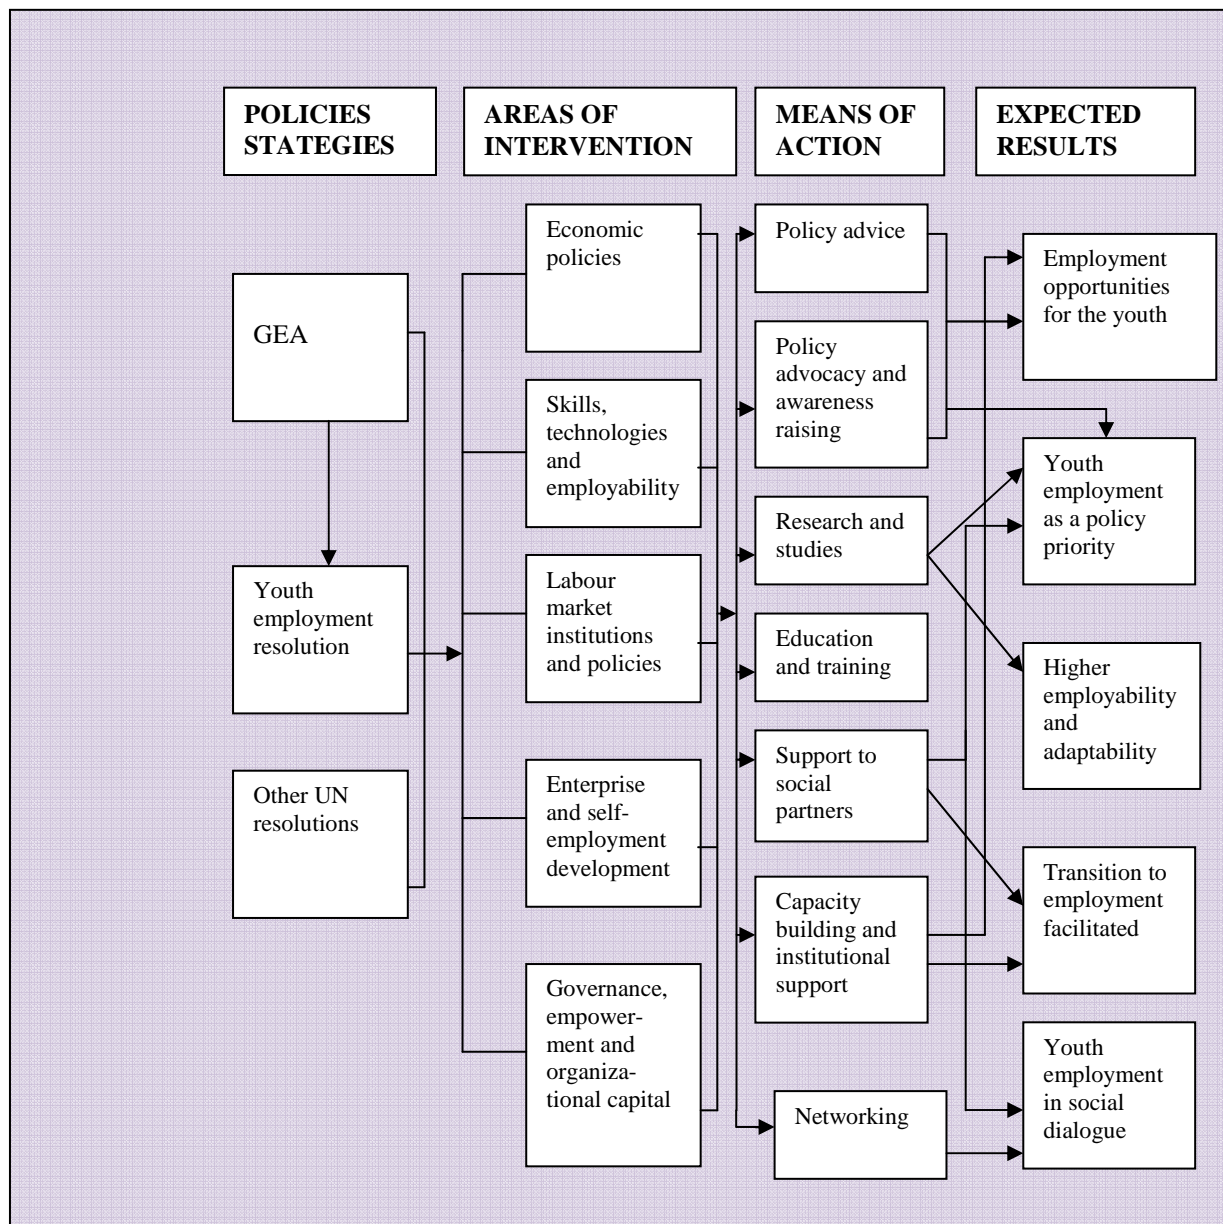 POLICIES
STATEGIES
AREAS OF
INTERVENTION
MEANS OF
ACTION
EXPECTED
RESULTS
GEA
Youth
employment
resolution
Other UN
resolutions
Economic
policies
Skills,
technologies
and
employability
Labour
market
institutions
and policies
Enterprise
and self-
employment
development
Governance,
empower-
ment and
organiza-
tional capital
Policy advice
Policy
advocacy and
awareness
raising
Research and
studies
Education
and training
Support to
social
partners
Capacity
building and
institutional
support
Networking
Employment
opportunities
for the youth
Youth
employment
as a policy
priority
Higher
employability
and
adaptability
Transition to
employment
facilitated
Youth
employment
in social
dialogue